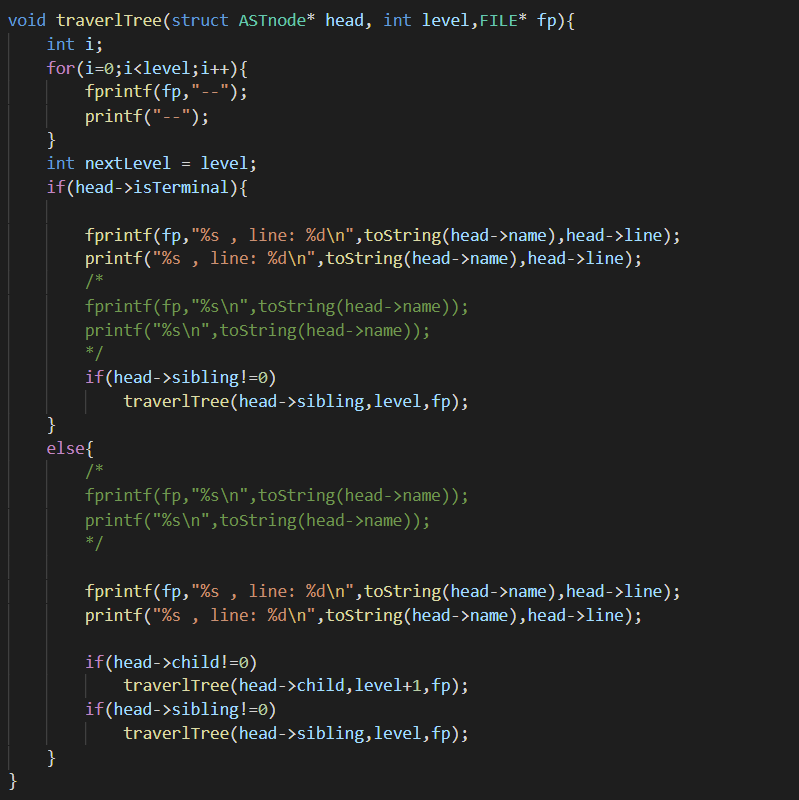 void traverlTree(struct ASTnode* head, int level,FILE* fp){
    int i;
    for(i=0;i<level;i++){
        fprintf(fp,"--");
        printf("--");
    }
    int nextLevel = level;
    if(head->isTerminal){

        fprintf(fp,"%s , line: %d\n",toString(head->name),head->line);
        printf("%s , line: %d\n",toString(head->name),head->line);
        /*
        fprintf(fp,"%s\n",toString(head->name));
        printf("%s\n",toString(head->name));
        */
        if(head->sibling!=0)
            traverlTree(head->sibling,level,fp);
    }
    else{
        /*
        fprintf(fp,"%s\n",toString(head->name));
        printf("%s\n",toString(head->name));
        */

        fprintf(fp,"%s , line: %d\n",toString(head->name),head->line);
        printf("%s , line: %d\n",toString(head->name),head->line);

        if(head->child!=0)
            traverlTree(head->child,level+1,fp);
        if(head->sibling!=0)
            traverlTree(head->sibling,level,fp);
    }
}